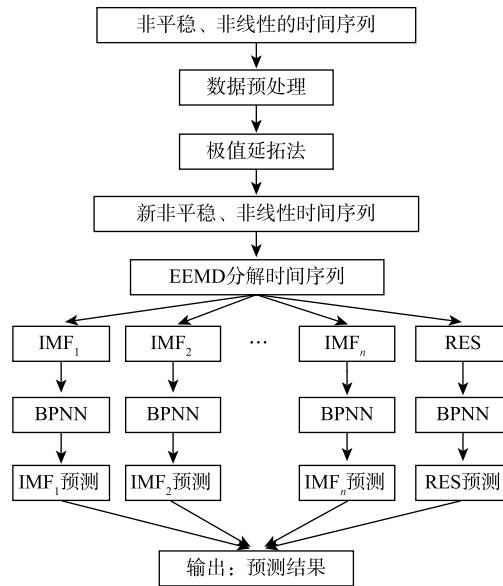 非平稳、非线性的时间序列
数据预处理
极值延拓法
新非平稳、非线性时间序列
EEMD分解时间序列
IMF₁ IMF₂ … IMFₙ RES
BPNN BPNN BPNN BPNN
IMF₁预测 IMF₂预测 IMFₙ预测 RES预测
输出：预测结果